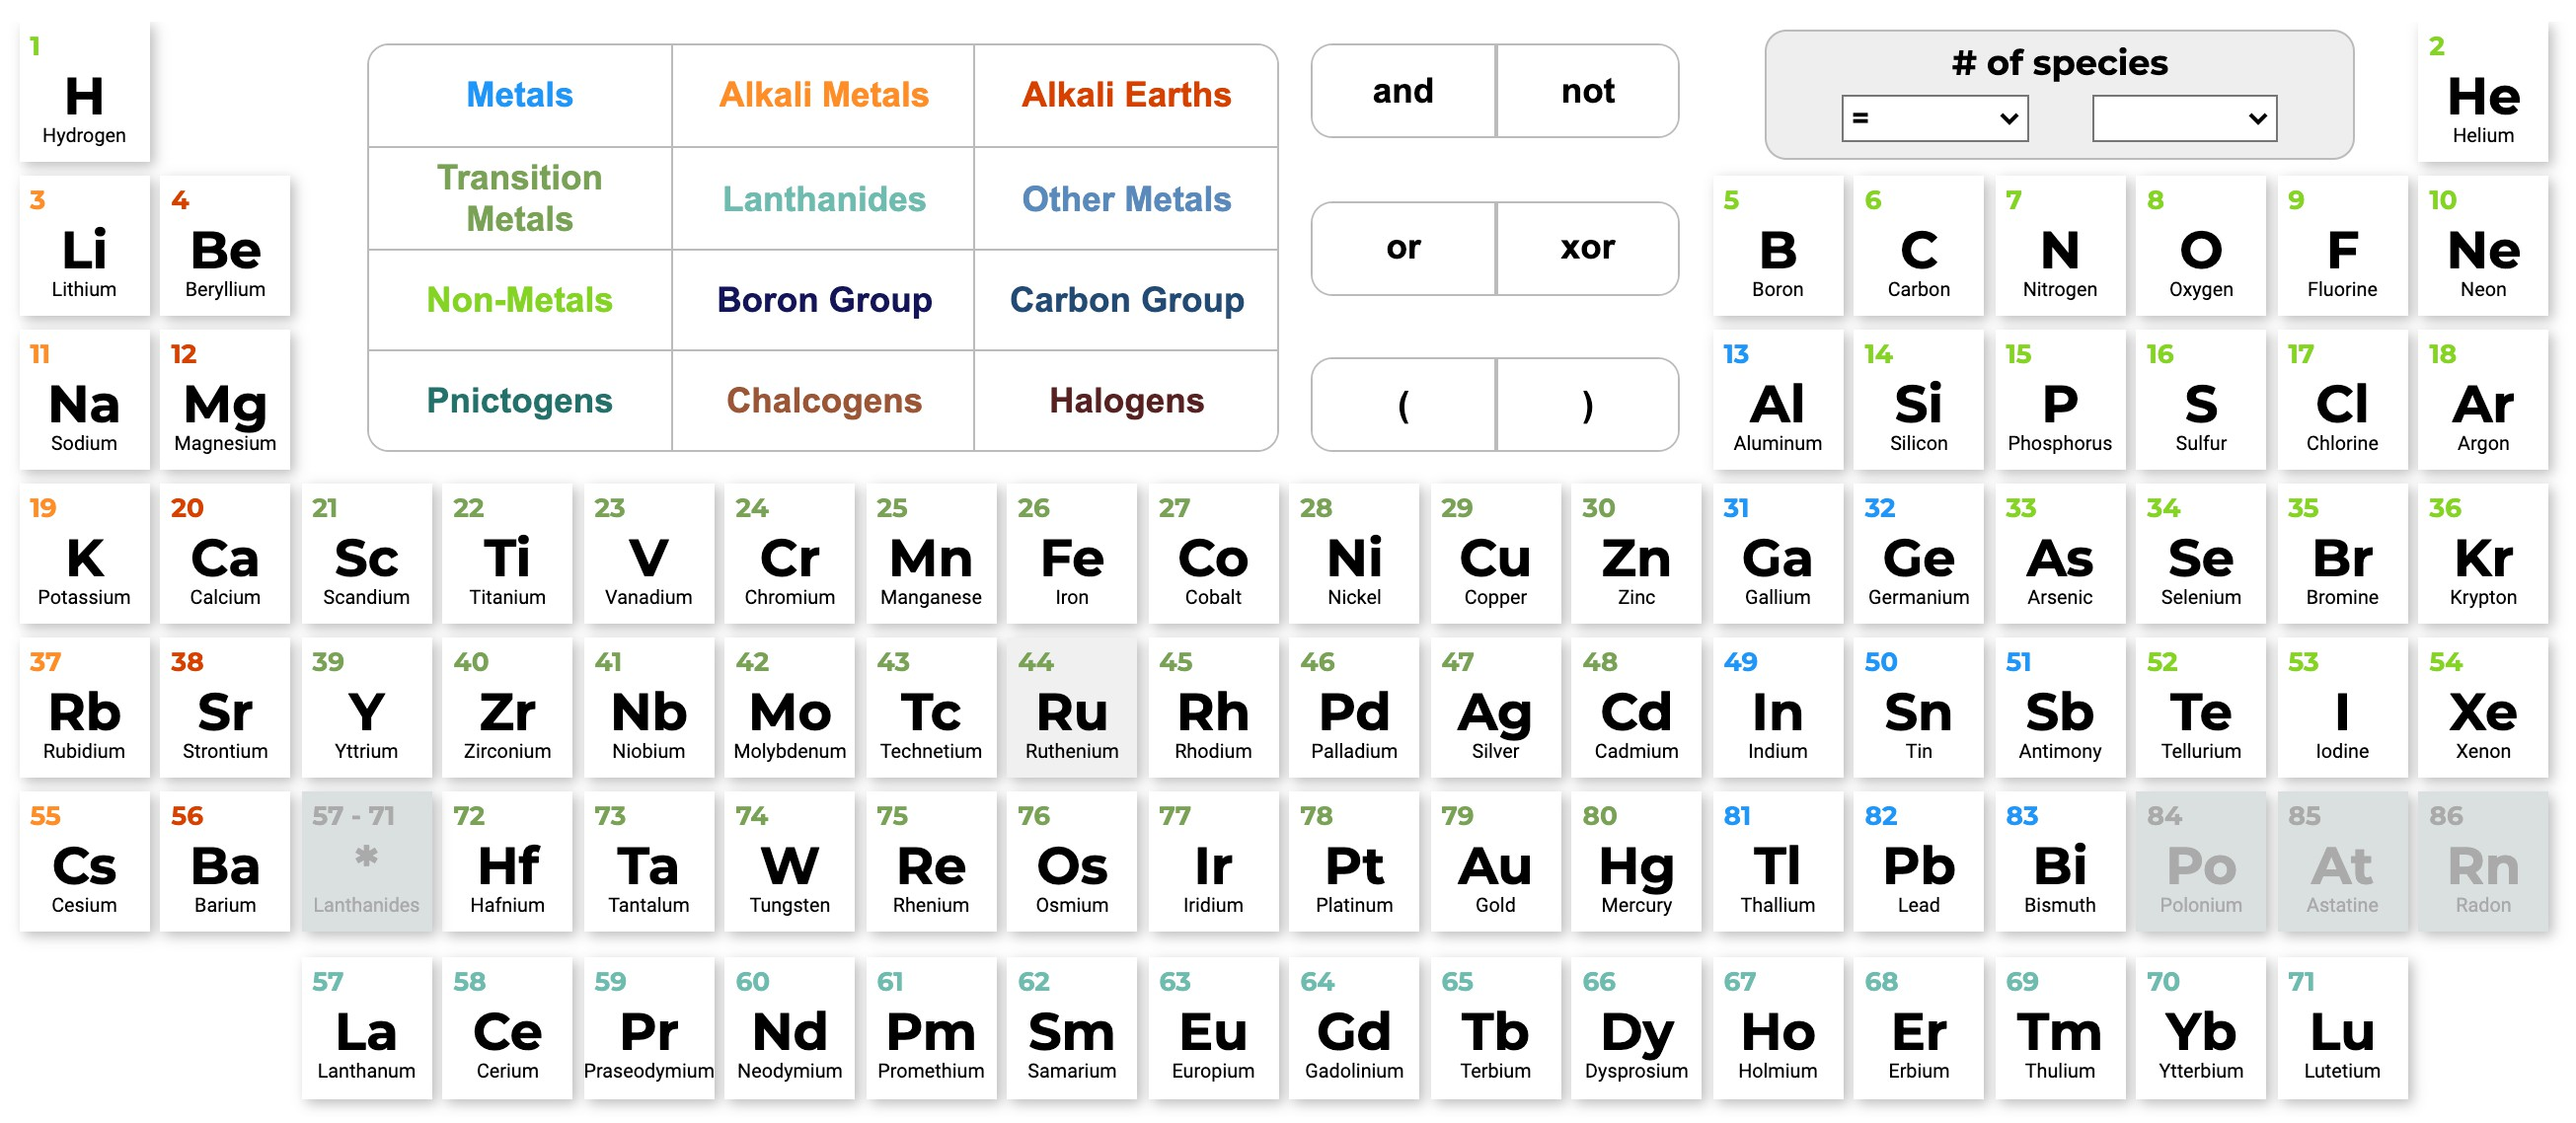 1
H
Hydrogen
Metals
Alkali Metals
Alkali Earths
Transition
Metals
Lanthanides
Other Metals
Non-Metals
Boron Group
Carbon Group
Pnictogens
Chalcogens
Halogens
and
not
or
xor
(
)
# of species
=
2
He
Helium
3
Li
Lithium
4
Be
Beryllium
5
B
Boron
6
C
Carbon
7
N
Nitrogen
8
O
Oxygen
9
F
Fluorine
10
Ne
Neon
11
Na
Sodium
12
Mg
Magnesium
13
Al
Aluminum
14
Si
Silicon
15
P
Phosphorus
16
S
Sulfur
17
Cl
Chlorine
18
Ar
Argon
19
K
Potassium
20
Ca
Calcium
21
Sc
Scandium
22
Ti
Titanium
23
V
Vanadium
24
Cr
Chromium
25
Mn
Manganese
26
Fe
Iron
27
Co
Cobalt
28
Ni
Nickel
29
Cu
Copper
30
Zn
Zinc
31
Ga
Gallium
32
Ge
Germanium
33
As
Arsenic
34
Se
Selenium
35
Br
Bromine
36
Kr
Krypton
37
Rb
Rubidium
38
Sr
Strontium
39
Y
Yttrium
40
Zr
Zirconium
41
Nb
Niobium
42
Mo
Molybdenum
43
Tc
Technetium
44
Ru
Ruthenium
45
Rh
Rhodium
46
Pd
Palladium
47
Ag
Silver
48
Cd
Cadmium
49
In
Indium
50
Sn
Tin
51
Sb
Antimony
52
Te
Tellurium
53
I
Iodine
54
Xe
Xenon
55
Cs
Cesium
56
Ba
Barium
57 - 71
*
Lanthanides
72
Hf
Hafnium
73
Ta
Tantalum
74
W
Tungsten
75
Re
Rhenium
76
Os
Osmium
77
Ir
Iridium
78
Pt
Platinum
79
Au
Gold
80
Hg
Mercury
81
Tl
Thallium
82
Pb
Lead
83
Bi
Bismuth
84
Po
Polonium
85
At
Astatine
86
Rn
Radon
57
La
Lanthanum
58
Ce
Cerium
59
Pr
Praseodymium
60
Nd
Neodymium
61
Pm
Promethium
62
Sm
Samarium
63
Eu
Europium
64
Gd
Gadolinium
65
Tb
Terbium
66
Dy
Dysprosium
67
Ho
Holmium
68
Er
Erbium
69
Tm
Thulium
70
Yb
Ytterbium
71
Lu
Lutetium